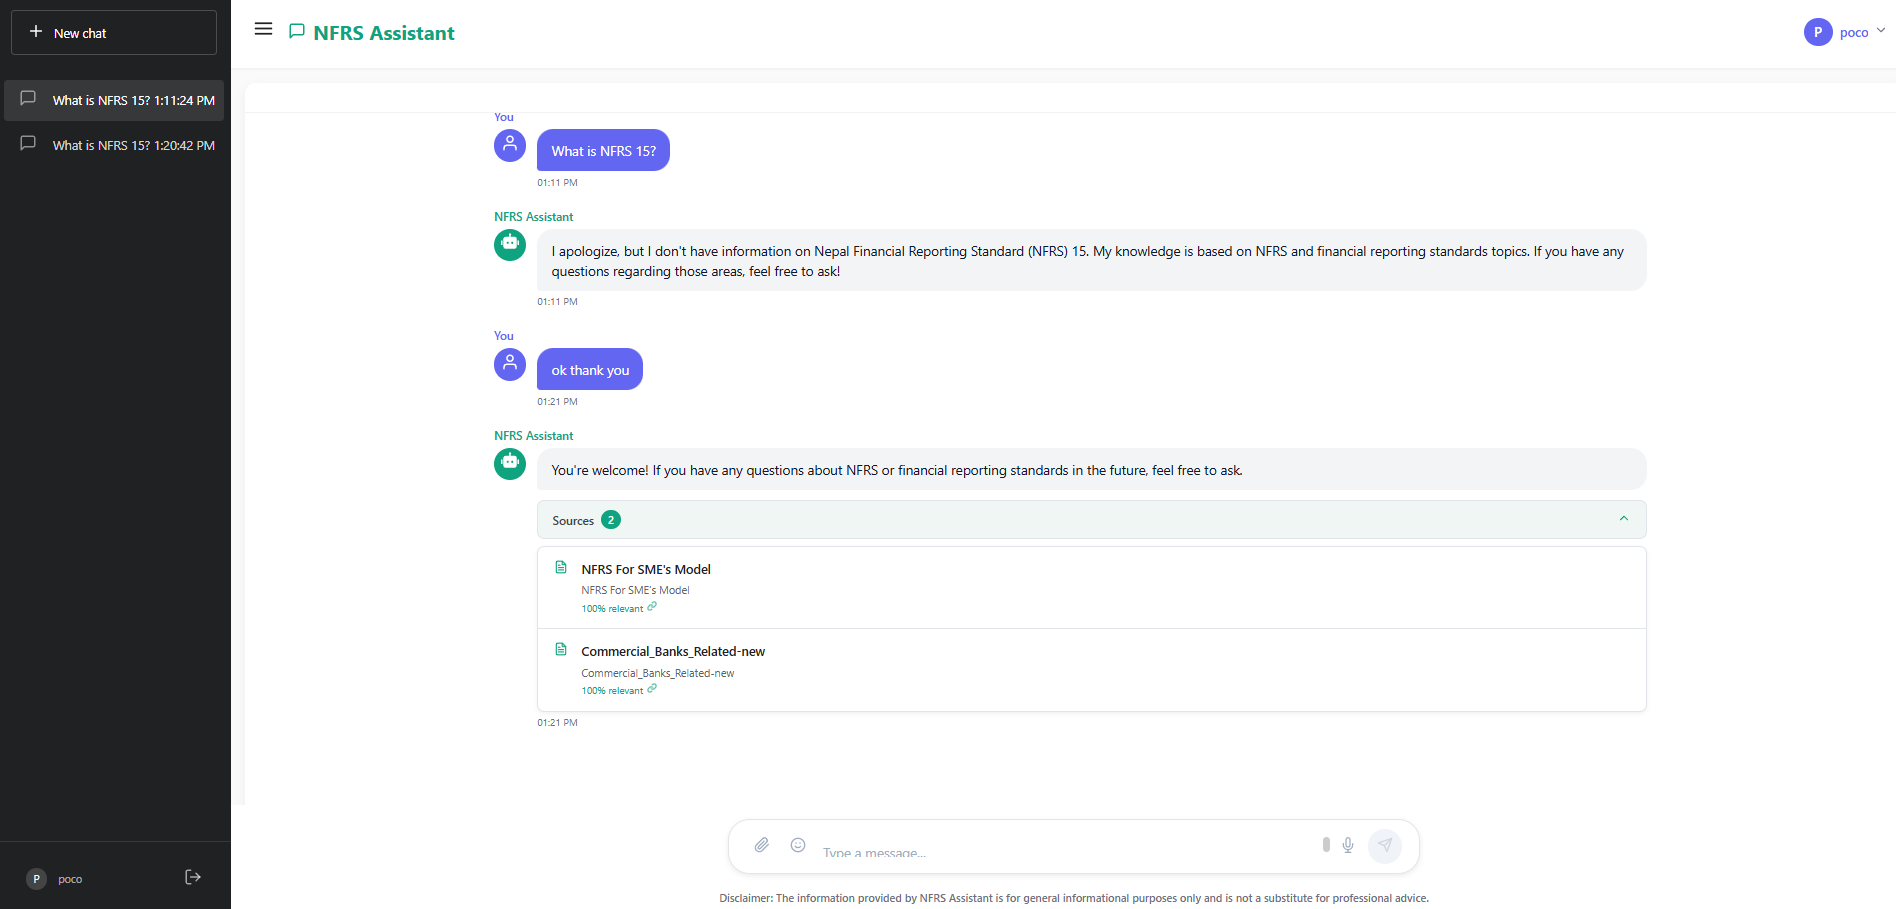 New chat
What is NFRS 15? 1:11:24 PM
What is NFRS 15? 1:20:42 PM
P
poco
NFRS Assistant
P
poco
You
What is NFRS 15?
01:11 PM
NFRS Assistant
I apologize, but I don't have information on Nepal Financial Reporting Standard (NFRS) 15. My knowledge is based on NFRS and financial reporting standards topics. If you have any
questions regarding those areas, feel free to ask!
01:11 PM
You
ok thank you
01:21 PM
NFRS Assistant
You're welcome! If you have any questions about NFRS or financial reporting standards in the future, feel free to ask.
Sources 2
NFRS For SME's Model
NFRS For SME's Model
100% relevant
Commercial_Banks_Related-new
Commercial_Banks_Related-new
100% relevant
01:21 PM
Type a message...
Disclaimer: The information provided by NFRS Assistant is for general informational purposes only and is not a substitute for professional advice.